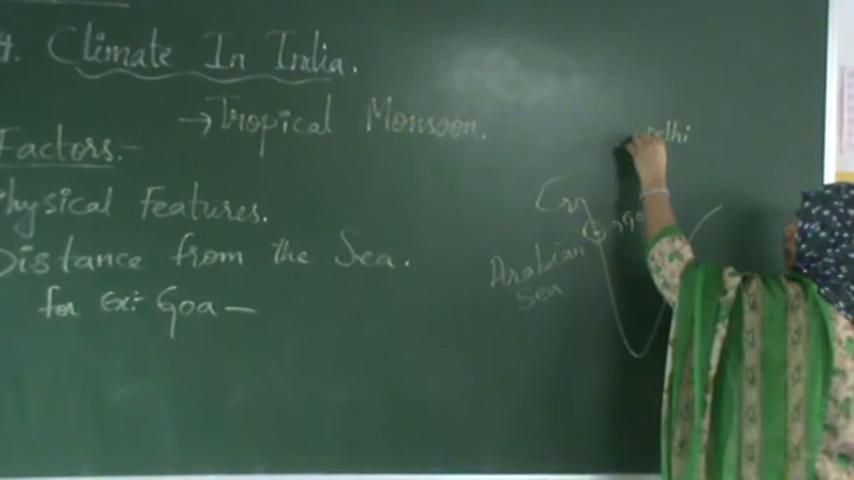 4. Climate In India.
→ Tropical Monsoon.
Factors:-
Physical Features.
Distance from the Sea.
for Ex:- Goa —
Delhi
Arabian
Sea